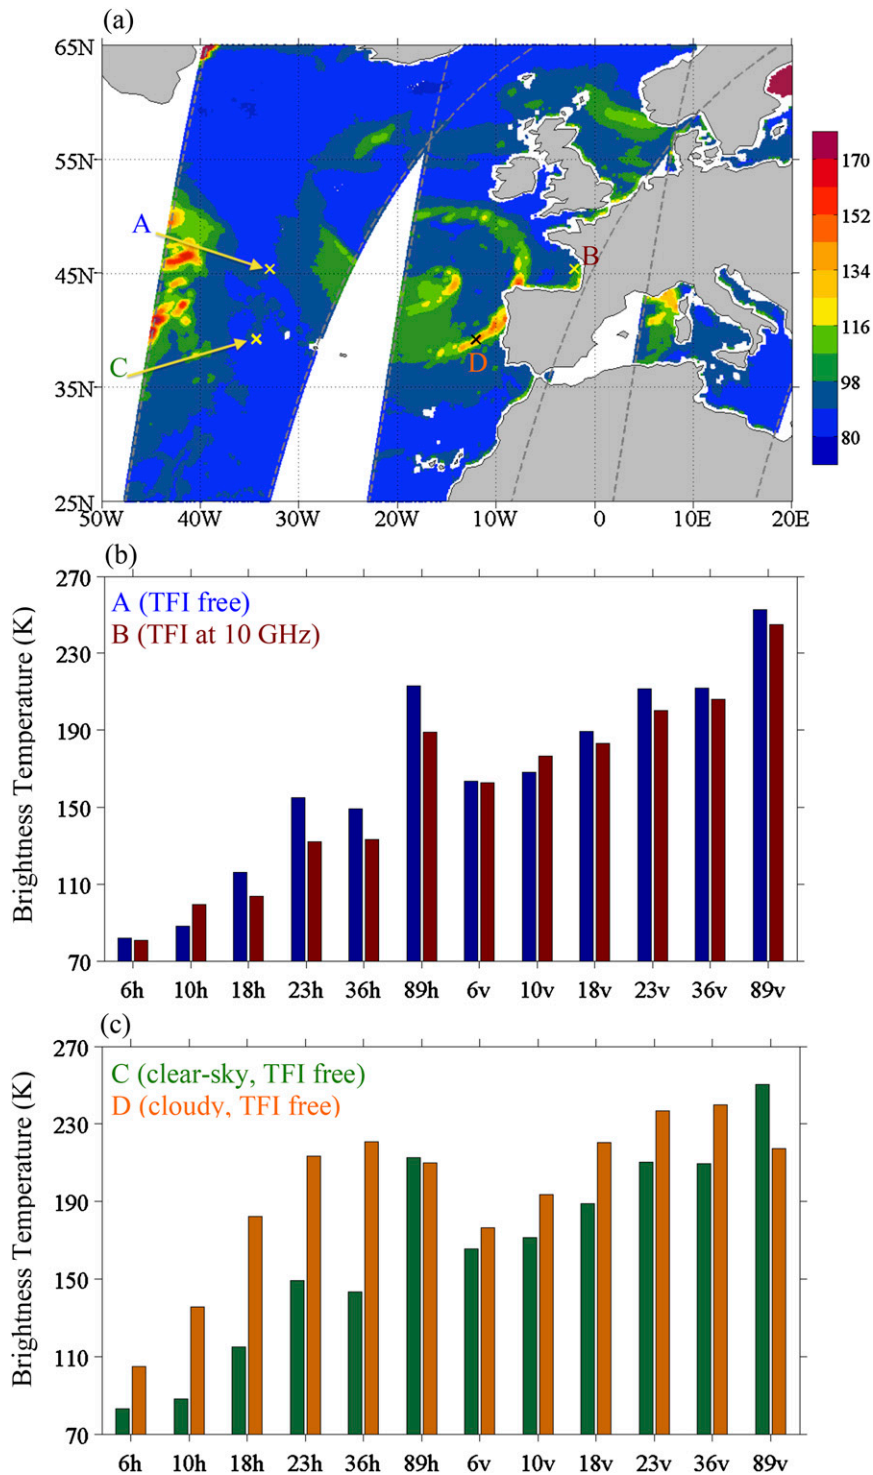 (a)
65N
55N
45N
35N
25N
50W 40W 30W 20W 10W 0 10E 20E
A
B
C
D
170
152
134
116
98
80
(b)
Brightness Temperature (K)
270
230
190
150
110
70
A (TFI free)
B (TFI at 10 GHz)
6h 10h 18h 23h 36h 89h 6v 10v 18v 23v 36v 89v
(c)
Brightness Temperature (K)
270
230
190
150
110
70
C (clear-sky, TFI free)
D (cloudy, TFI free)
6h 10h 18h 23h 36h 89h 6v 10v 18v 23v 36v 89v